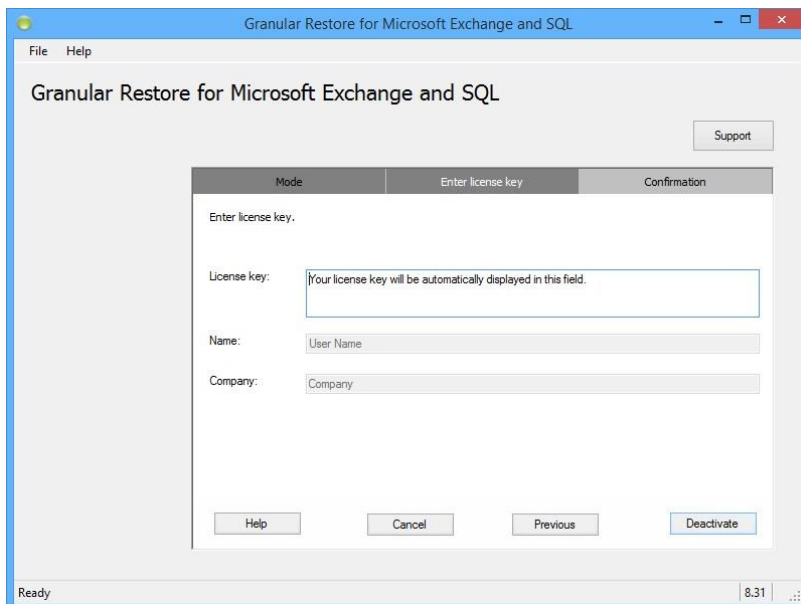 Granular Restore for Microsoft Exchange and SQL
File Help
Granular Restore for Microsoft Exchange and SQL
Support
Mode Enter license key Confirmation
Enter license key.
License key: Your license key will be automatically displayed in this field.
Name: User Name
Company: Company
Help Cancel Previous Deactivate
Ready 8.31